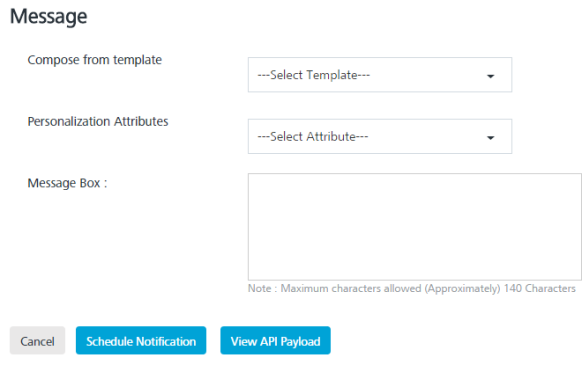 Message
Compose from template
---Select Template---
Personalization Attributes
---Select Attribute---
Message Box :
Note : Maximum characters allowed (Approximately) 140 Characters
Cancel
Schedule Notification
View API Payload